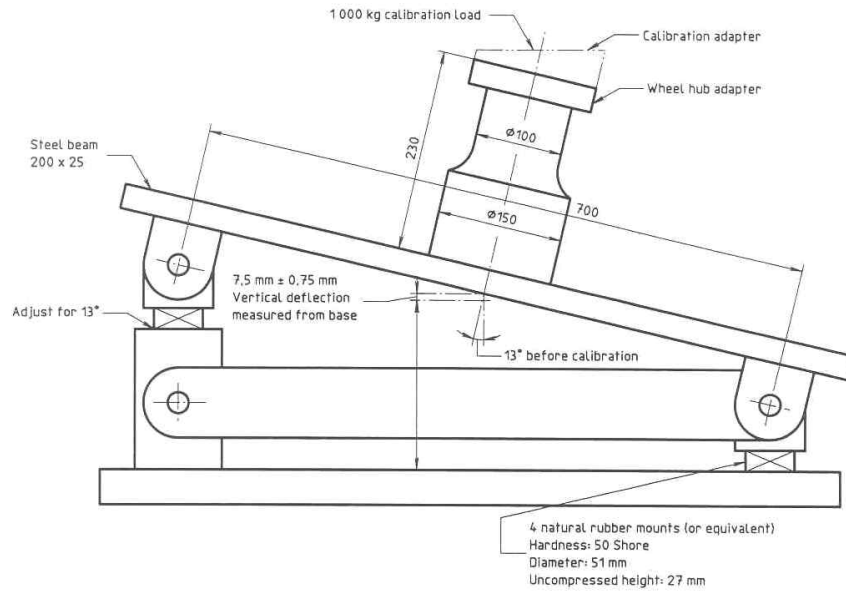 1 000 kg calibration load
Calibration adapter
Wheel hub adapter
Steel beam
200 x 25
230
Ø100
Ø150
700
7,5 mm ± 0,75 mm
Vertical deflection
measured from base
Adjust for 13°
13° before calibration
4 natural rubber mounts (or equivalent)
Hardness: 50 Shore
Diameter: 51 mm
Uncompressed height: 27 mm